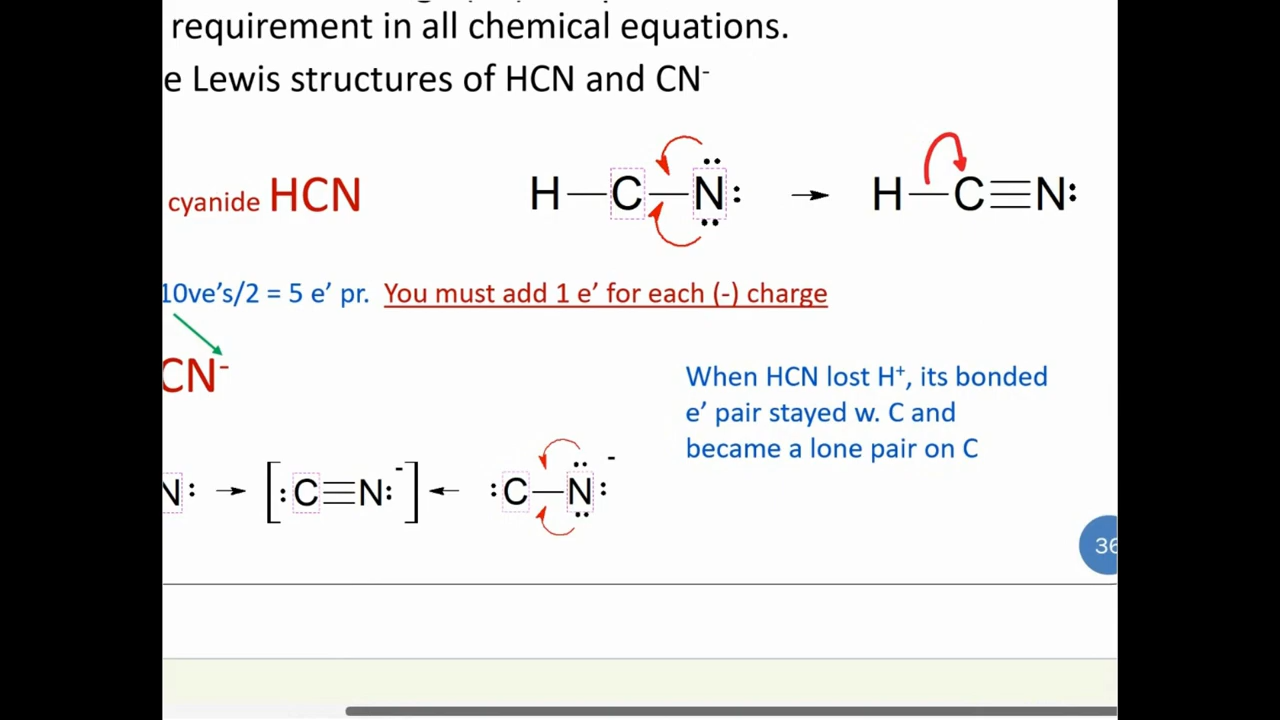 requirement in all chemical equations.
e Lewis structures of HCN and CN⁻
cyanide HCN
H—C—N: → H—C≡N:
10ve's/2 = 5 e' pr. You must add 1 e' for each (-) charge
CN⁻
When HCN lost H⁺, its bonded
e' pair stayed w. C and
became a lone pair on C
N: → [:C≡N:⁻] ← :C—N:⁻
36